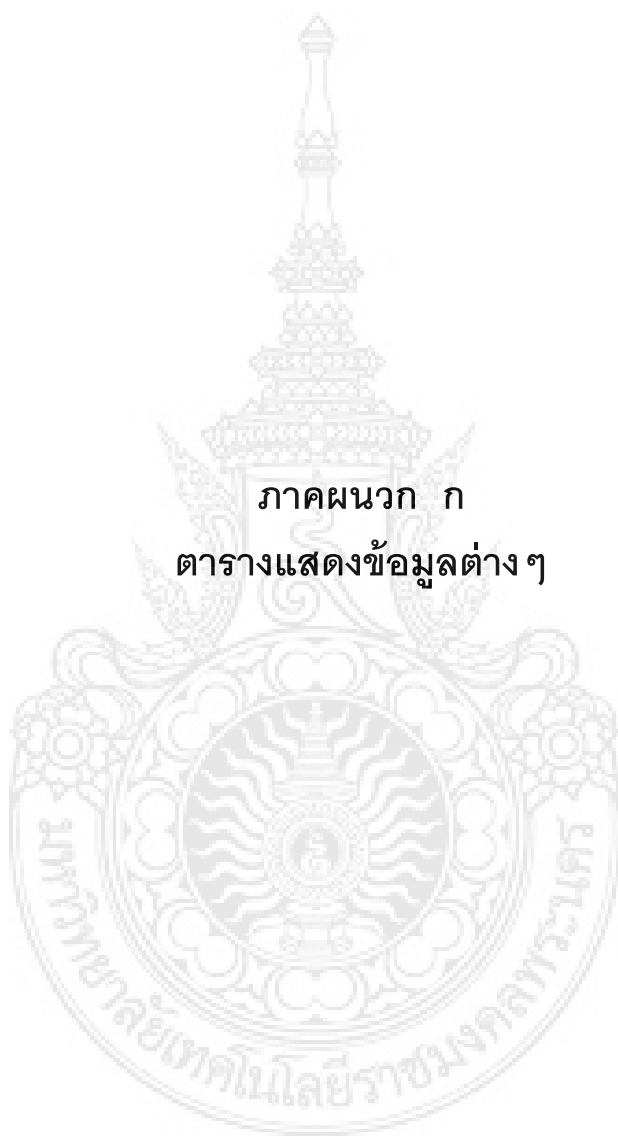 ภาคผนวก ก
ตารางแสดงข้อมูลต่างๆ
มหาวิทยาลัยเทคโนโลยีราชมงคลพระนคร